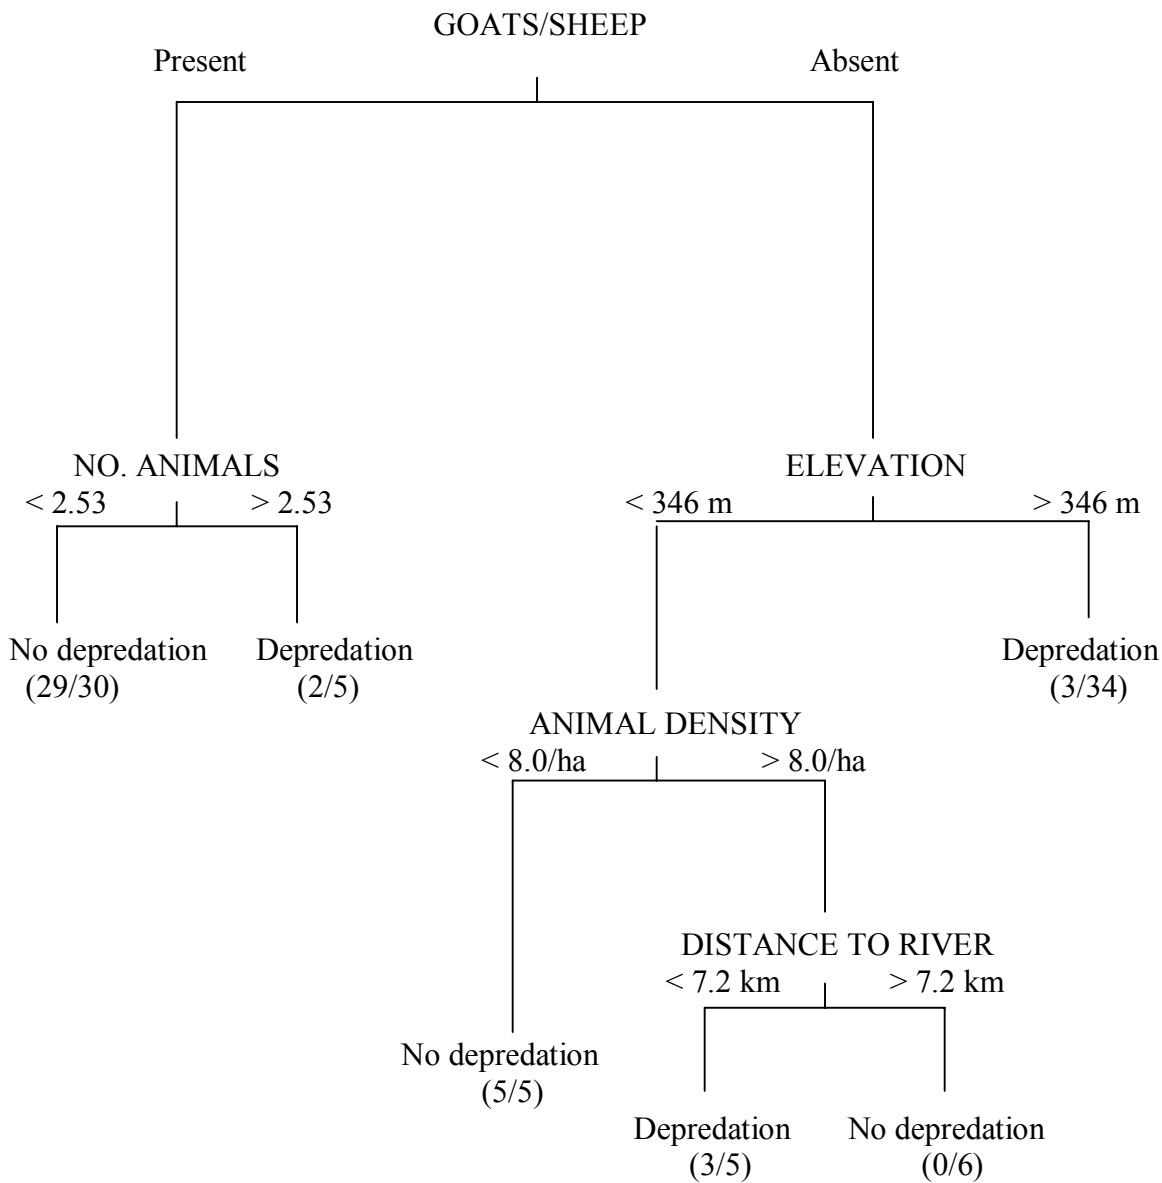 GOATS/SHEEP
Present Absent
NO. ANIMALS ELEVATION
< 2.53 > 2.53 < 346 m > 346 m
No depredation Depredation Depredation
(29/30) (2/5) (3/34)
ANIMAL DENSITY
< 8.0/ha > 8.0/ha
DISTANCE TO RIVER
< 7.2 km > 7.2 km
No depredation
(5/5)
Depredation No depredation
(3/5) (0/6)